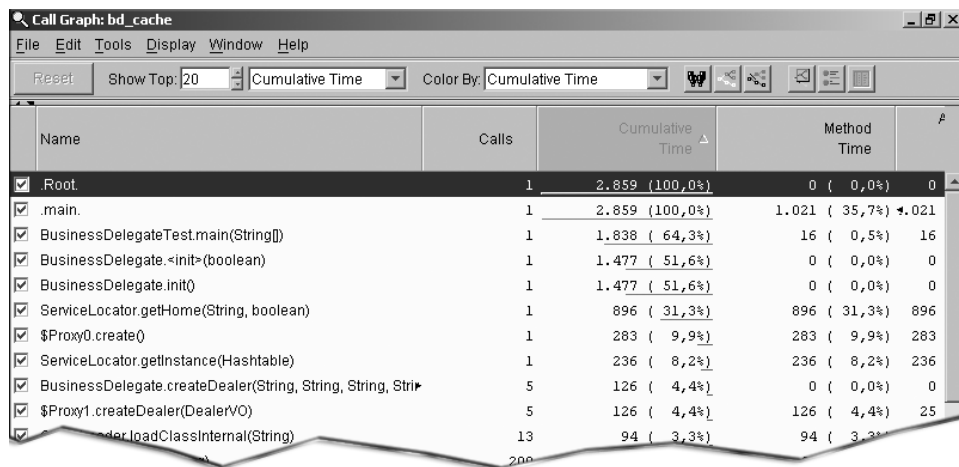 Call Graph: bd_cache
File Edit Tools Display Window Help
Reset Show Top: 20 Cumulative Time Color By: Cumulative Time
Name Calls Cumulative Time Method Time
.Root. 1 2.859 (100,0%) 0 ( 0,0%) 0
.main. 1 2.859 (100,0%) 1.021 ( 35,7%) 1.021
BusinessDelegateTest.main(String[]) 1 1.838 ( 64,3%) 16 ( 0,5%) 16
BusinessDelegate.<init>(boolean) 1 1.477 ( 51,6%) 0 ( 0,0%) 0
BusinessDelegate.init() 1 1.477 ( 51,6%) 0 ( 0,0%) 0
ServiceLocator.getHome(String, boolean) 1 896 ( 31,3%) 896 ( 31,3%) 896
$Proxy0.create() 1 283 ( 9,9%) 283 ( 9,9%) 283
ServiceLocator.getInstance(Hashtable) 1 236 ( 8,2%) 236 ( 8,2%) 236
BusinessDelegate.createDealer(String, String, String, Strin 5 126 ( 4,4%) 0 ( 0,0%) 0
$Proxy1.createDealer(DealerVO) 5 126 ( 4,4%) 126 ( 4,4%) 25
loadClassInternal(String) 13 94 ( 3,3%) 94 ( 3,3%)
200